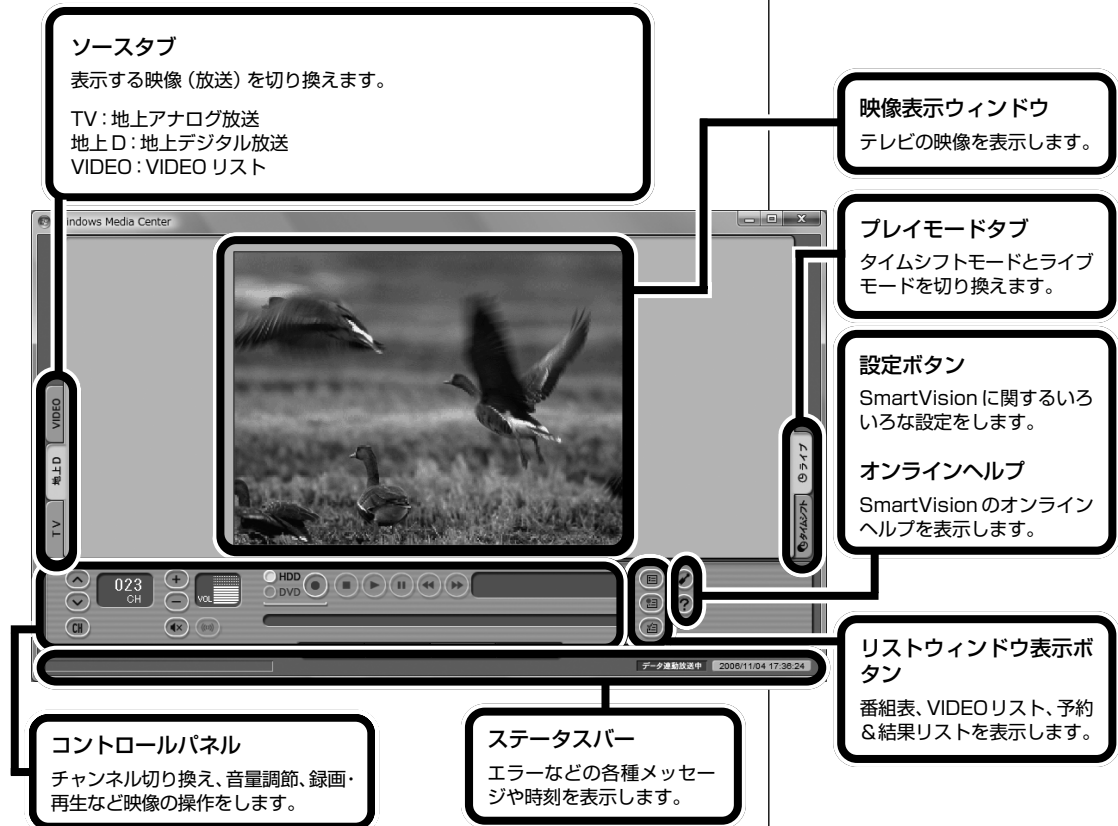 ソースタブ
表示する映像（放送）を切り換えます。
TV：地上アナログ放送
地上D：地上デジタル放送
VIDEO：VIDEOリスト
映像表示ウィンドウ
テレビの映像を表示します。
プレイモードタブ
タイムシフトモードとライブ
モードを切り換えます。
設定ボタン
SmartVisionに関するいろ
いろな設定をします。
オンラインヘルプ
SmartVisionのオンライン
ヘルプを表示します。
indows Media Center
VIDEO
地上D
TV
ライブ
タイムシフト
023
CH
CH
VOL
HDD
DVD
データ連動放送中 2006/11/04 17:36:24
リストウィンドウ表示ボ
タン
番組表、VIDEOリスト、予約
＆結果リストを表示します。
コントロールパネル
チャンネル切り換え、音量調節、録画・
再生など映像の操作をします。
ステータスバー
エラーなどの各種メッセー
ジや時刻を表示します。